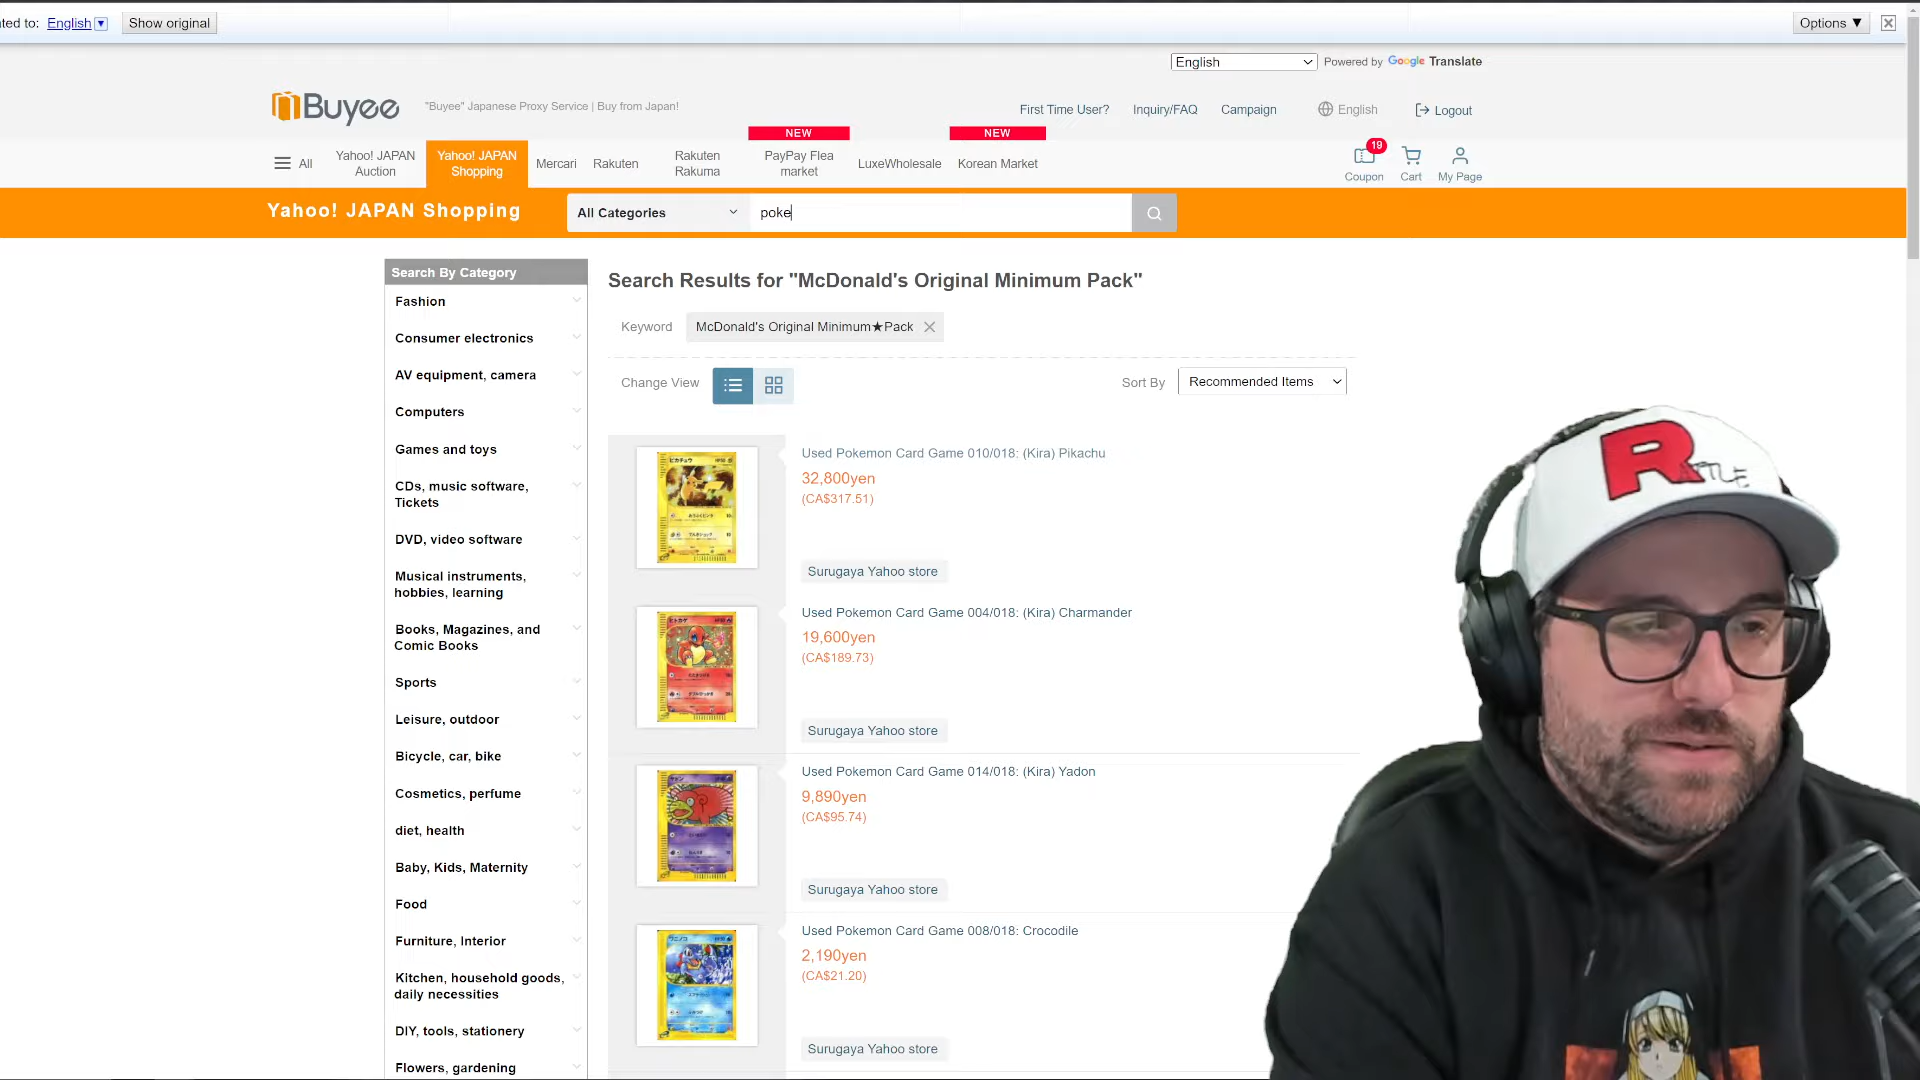 ted to: English ▼ Show original Options ▼
English Powered by Google Translate
Buyee "Buyee" Japanese Proxy Service | Buy from Japan! First Time User? Inquiry/FAQ Campaign English Logout
NEW NEW
All Yahoo! JAPAN Auction Yahoo! JAPAN Shopping Mercari Rakuten Rakuten Rakuma PayPay Flea market LuxeWholesale Korean Market
19
Coupon Cart My Page
Yahoo! JAPAN Shopping All Categories poke
Search By Category
Fashion
Consumer electronics
AV equipment, camera
Computers
Games and toys
CDs, music software,
Tickets
DVD, video software
Musical instruments,
hobbies, learning
Books, Magazines, and
Comic Books
Sports
Leisure, outdoor
Bicycle, car, bike
Cosmetics, perfume
diet, health
Baby, Kids, Maternity
Food
Furniture, Interior
Kitchen, household goods,
daily necessities
DIY, tools, stationery
Flowers, gardening
Search Results for "McDonald's Original Minimum Pack"
Keyword McDonald's Original Minimum★Pack
Change View Sort By Recommended Items
Used Pokemon Card Game 010/018: (Kira) Pikachu
32,800yen
(CA$317.51)
Surugaya Yahoo store
Used Pokemon Card Game 004/018: (Kira) Charmander
19,600yen
(CA$189.73)
Surugaya Yahoo store
Used Pokemon Card Game 014/018: (Kira) Yadon
9,890yen
(CA$95.74)
Surugaya Yahoo store
Used Pokemon Card Game 008/018: Crocodile
2,190yen
(CA$21.20)
Surugaya Yahoo store
R